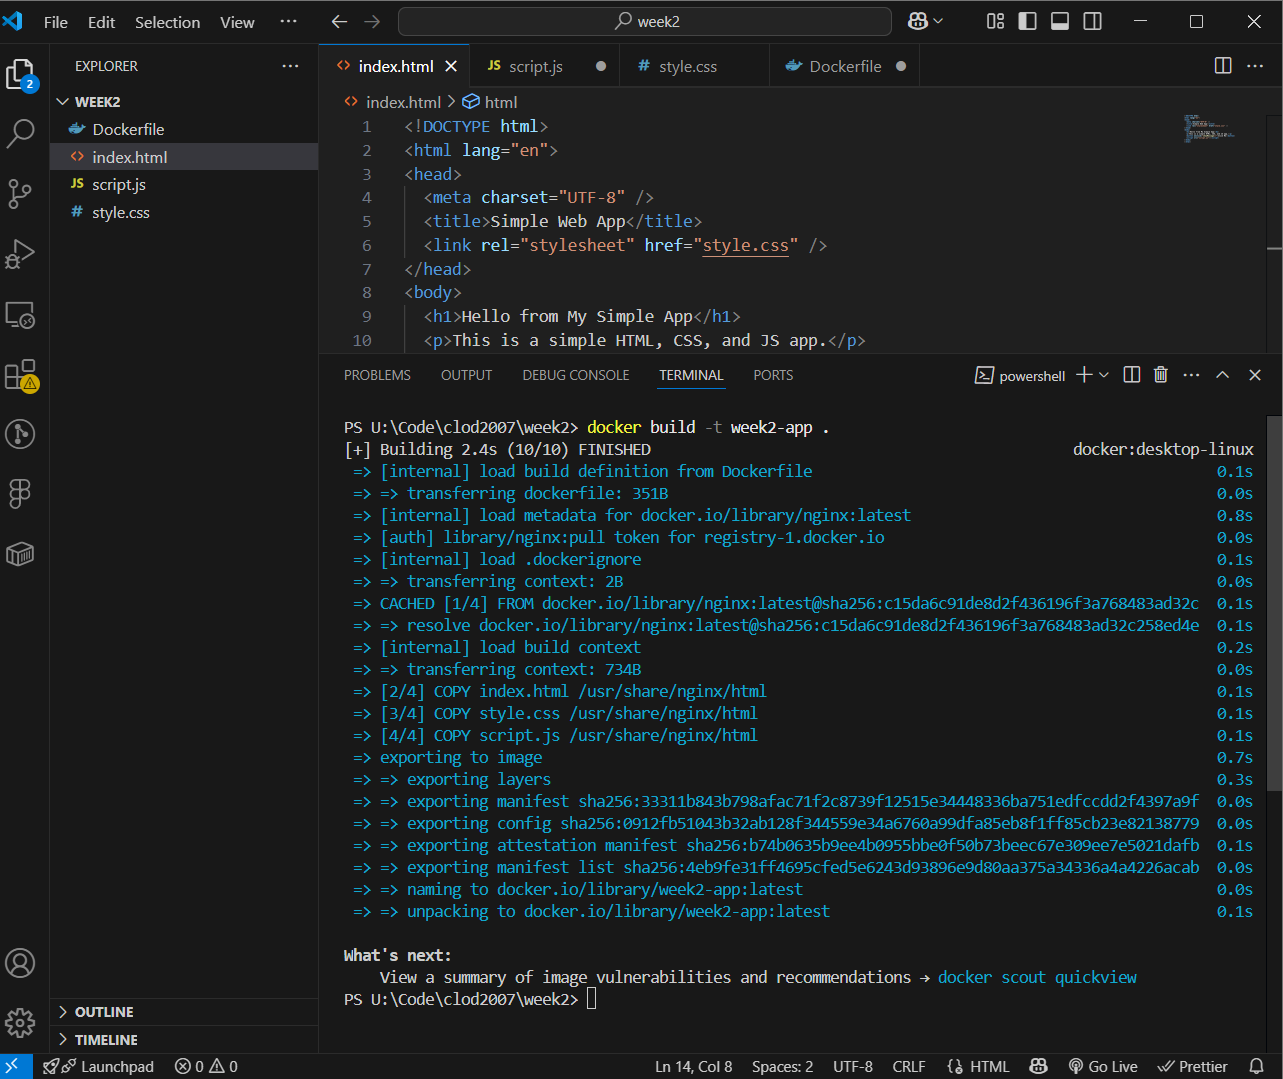 File Edit Selection View ··· week2
EXPLORER ···
2
WEEK2
Dockerfile
<> index.html
JS script.js
# style.css
OUTLINE
TIMELINE
<> index.html JS script.js # style.css Dockerfile ···
<> index.html > html
1 <!DOCTYPE html>
2 <html lang="en">
3 <head>
4 <meta charset="UTF-8" />
5 <title>Simple Web App</title>
6 <link rel="stylesheet" href="style.css" />
7 </head>
8 <body>
9 <h1>Hello from My Simple App</h1>
10 <p>This is a simple HTML, CSS, and JS app.</p>
PROBLEMS OUTPUT DEBUG CONSOLE TERMINAL PORTS powershell ···
PS U:\Code\clod2007\week2> docker build -t week2-app .
[+] Building 2.4s (10/10) FINISHED docker:desktop-linux
=> [internal] load build definition from Dockerfile 0.1s
=> => transferring dockerfile: 351B 0.0s
=> [internal] load metadata for docker.io/library/nginx:latest 0.8s
=> [auth] library/nginx:pull token for registry-1.docker.io 0.0s
=> [internal] load .dockerignore 0.1s
=> => transferring context: 2B 0.0s
=> CACHED [1/4] FROM docker.io/library/nginx:latest@sha256:c15da6c91de8d2f436196f3a768483ad32c 0.1s
=> => resolve docker.io/library/nginx:latest@sha256:c15da6c91de8d2f436196f3a768483ad32c258ed4e 0.1s
=> [internal] load build context 0.2s
=> => transferring context: 734B 0.0s
=> [2/4] COPY index.html /usr/share/nginx/html 0.1s
=> [3/4] COPY style.css /usr/share/nginx/html 0.1s
=> [4/4] COPY script.js /usr/share/nginx/html 0.1s
=> exporting to image 0.7s
=> => exporting layers 0.3s
=> => exporting manifest sha256:33311b843b798afac71f2c8739f12515e34448336ba751edfccdd2f4397a9f 0.0s
=> => exporting config sha256:0912fb51043b32ab128f344559e34a6760a99dfa85eb8f1ff85cb23e82138779 0.0s
=> => exporting attestation manifest sha256:b74b0635b9ee4b0955bbe0f50b73beec67e309ee7e5021dafb 0.1s
=> => exporting manifest list sha256:4eb9fe31ff4695cfed5e6243d93896e9d80aa375a34336a4a4226acab 0.0s
=> => naming to docker.io/library/week2-app:latest 0.0s
=> => unpacking to docker.io/library/week2-app:latest 0.1s
What's next:
View a summary of image vulnerabilities and recommendations → docker scout quickview
PS U:\Code\clod2007\week2>
Launchpad 0 0 Ln 14, Col 8 Spaces: 2 UTF-8 CRLF HTML Go Live Prettier